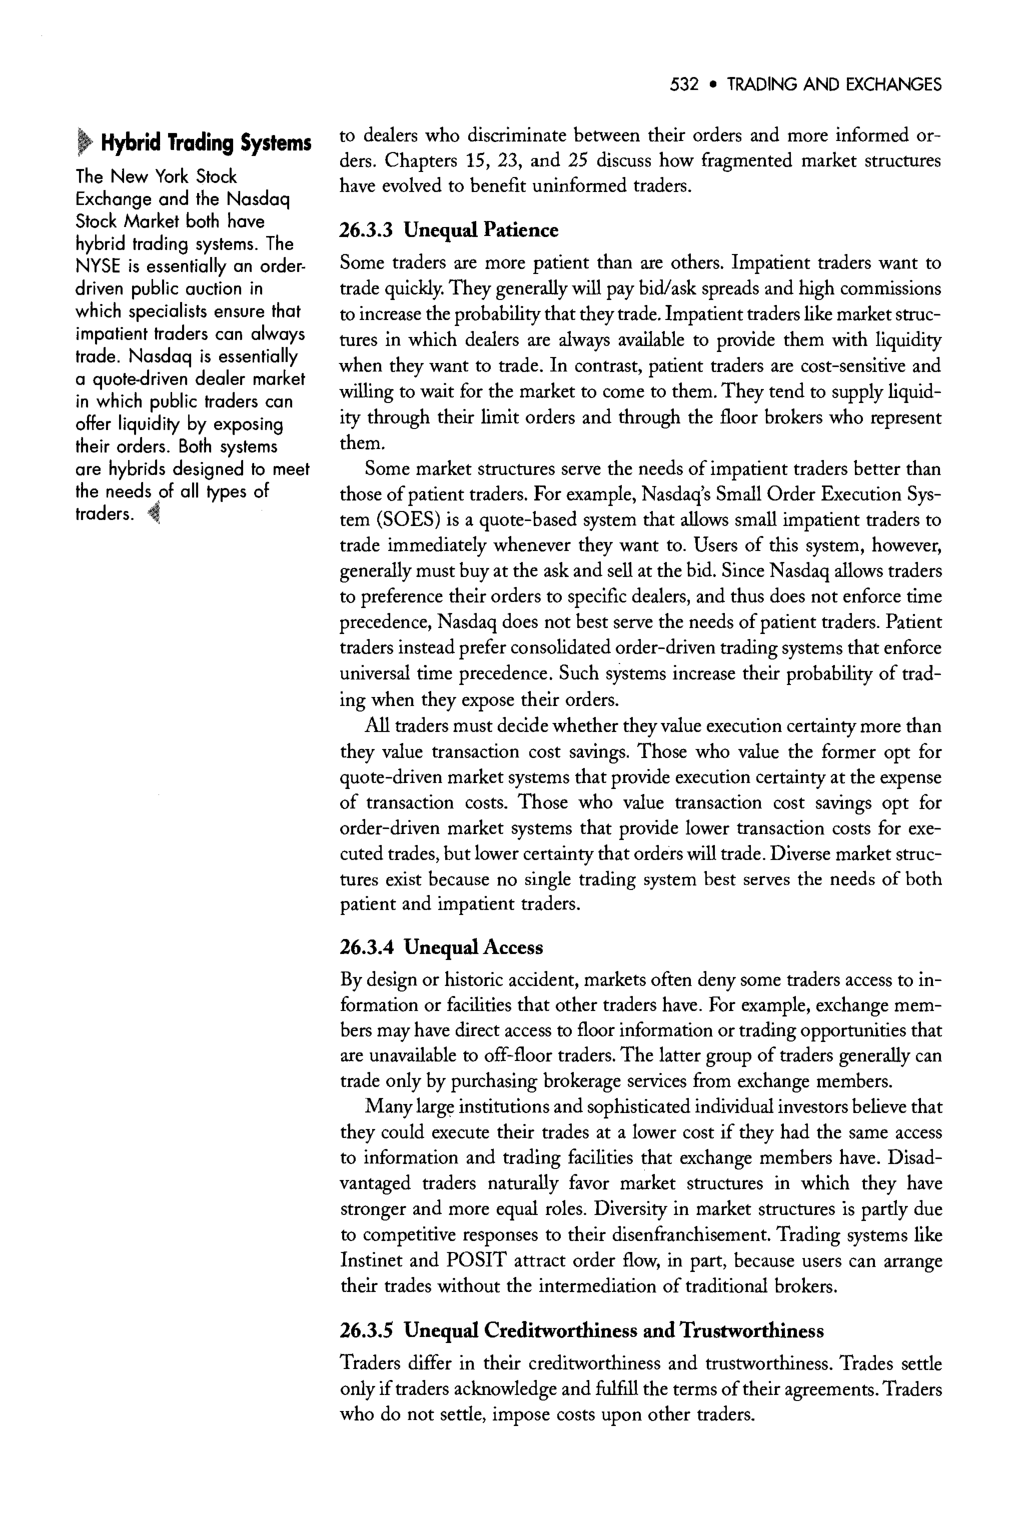 532 • TRADING AND EXCHANGES
Hybrid Trading Systems
The New York Stock
Exchange and the Nasdaq
Stock Market both have
hybrid trading systems. The
NYSE is essentially an order-
driven public auction in
which specialists ensure that
impatient traders can always
trade. Nasdaq is essentially
a quote-driven dealer market
in which public traders can
offer liquidity by exposing
their orders. Both systems
are hybrids designed to meet
the needs of all types of
traders.
to dealers who discriminate between their orders and more informed or-
ders. Chapters 15, 23, and 25 discuss how fragmented market structures
have evolved to benefit uninformed traders.
26.3.3 Unequal Patience
Some traders are more patient than are others. Impatient traders want to
trade quickly. They generally will pay bid/ask spreads and high commissions
to increase the probability that they trade. Impatient traders like market struc-
tures in which dealers are always available to provide them with liquidity
when they want to trade. In contrast, patient traders are cost-sensitive and
willing to wait for the market to come to them. They tend to supply liquid-
ity through their limit orders and through the floor brokers who represent
them.
Some market structures serve the needs of impatient traders better than
those of patient traders. For example, Nasdaq's Small Order Execution Sys-
tem (SOES) is a quote-based system that allows small impatient traders to
trade immediately whenever they want to. Users of this system, however,
generally must buy at the ask and sell at the bid. Since Nasdaq allows traders
to preference their orders to specific dealers, and thus does not enforce time
precedence, Nasdaq does not best serve the needs of patient traders. Patient
traders instead prefer consolidated order-driven trading systems that enforce
universal time precedence. Such systems increase their probability of trad-
ing when they expose their orders.
All traders must decide whether they value execution certainty more than
they value transaction cost savings. Those who value the former opt for
quote-driven market systems that provide execution certainty at the expense
of transaction costs. Those who value transaction cost savings opt for
order-driven market systems that provide lower transaction costs for exe-
cuted trades, but lower certainty that orders will trade. Diverse market struc-
tures exist because no single trading system best serves the needs of both
patient and impatient traders.
26.3.4 Unequal Access
By design or historic accident, markets often deny some traders access to in-
formation or facilities that other traders have. For example, exchange mem-
bers may have direct access to floor information or trading opportunities that
are unavailable to off-floor traders. The latter group of traders generally can
trade only by purchasing brokerage services from exchange members.
Many large institutions and sophisticated individual investors believe that
they could execute their trades at a lower cost if they had the same access
to information and trading facilities that exchange members have. Disad-
vantaged traders naturally favor market structures in which they have
stronger and more equal roles. Diversity in market structures is partly due
to competitive responses to their disenfranchisement. Trading systems like
Instinet and POSIT attract order flow, in part, because users can arrange
their trades without the intermediation of traditional brokers.
26.3.5 Unequal Creditworthiness and Trustworthiness
Traders differ in their creditworthiness and trustworthiness. Trades settle
only if traders acknowledge and fulfill the terms of their agreements. Traders
who do not settle, impose costs upon other traders.